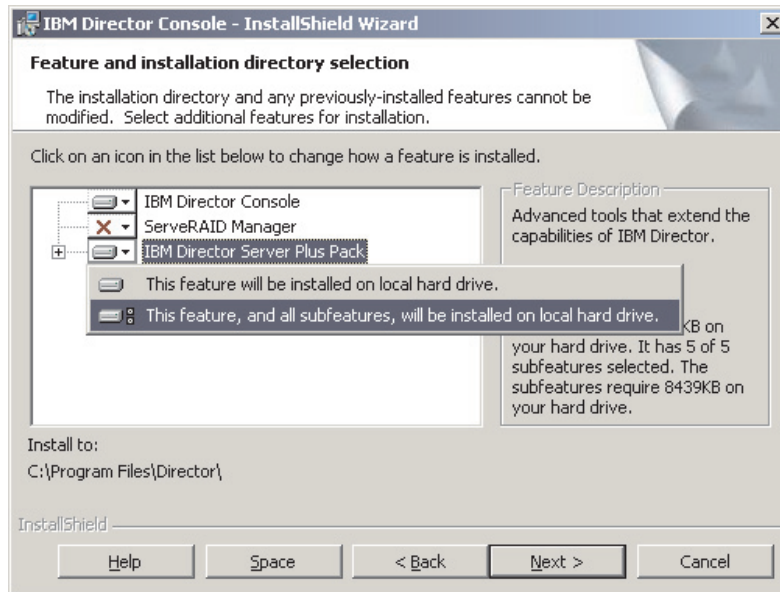 IBM Director Console - InstallShield Wizard
Feature and installation directory selection
The installation directory and any previously-installed features cannot be
modified. Select additional features for installation.
Click on an icon in the list below to change how a feature is installed.
IBM Director Console
ServeRAID Manager
IBM Director Server Plus Pack
This feature will be installed on local hard drive.
This feature, and all subfeatures, will be installed on local hard drive.
Feature Description
Advanced tools that extend the
capabilities of IBM Director.
KB on
your hard drive. It has 5 of 5
subfeatures selected. The
subfeatures require 8439KB on
your hard drive.
Install to:
C:\Program Files\Director\
InstallShield
Help
Space
< Back
Next >
Cancel